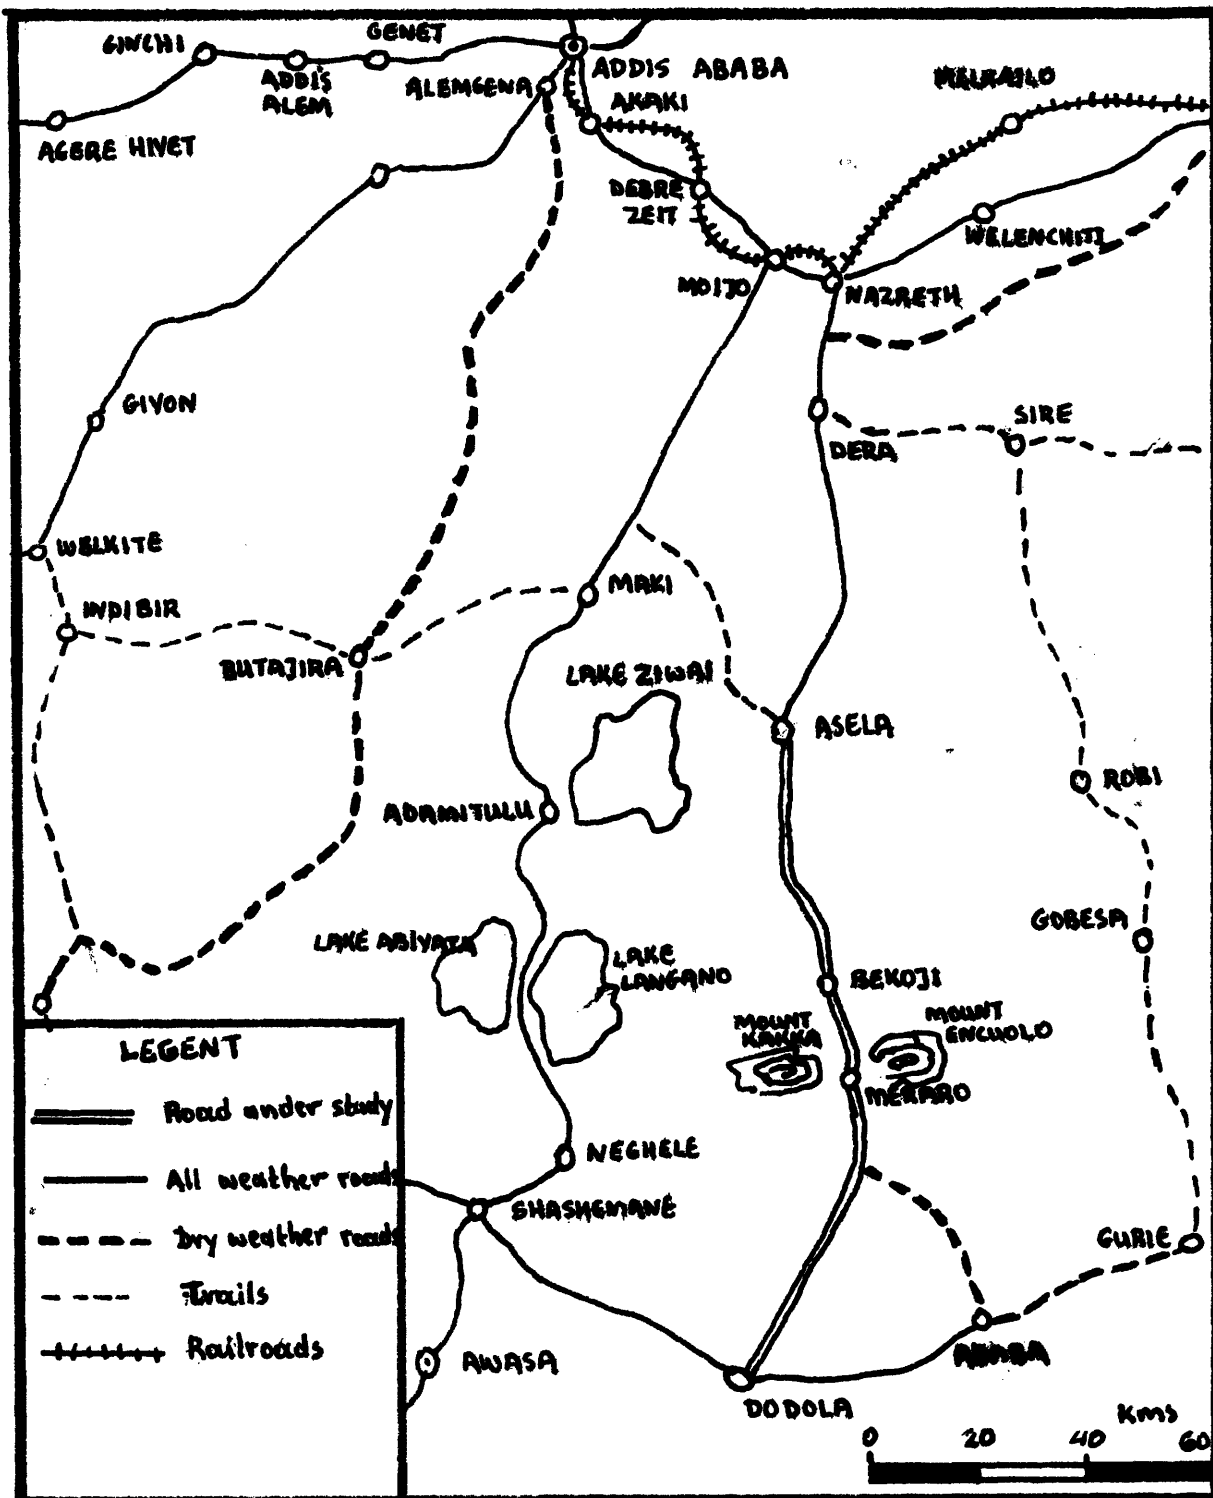 GINCHI
GENET
ADDIS
ALEM
ALEMGENA
ADDIS ABABA
AKAKI
AGERE HIVET
DEBRE
ZEIT
WELENCHITI
MOIJO
NAZRETH
GIYON
SIRE
DERA
WELKITE
INDIBIR
MAKI
BUTAJIRA
LAKE ZIWAI
ASELA
ROBI
ADAMITULU
GOBESA
LAKE ABIYATA
LAKE
LANGANO
BEKOJI
MOUNT
KAKKA
MOUNT
ENCUOLO
MERARO
LEGENT
Road under study
All weather roads
Dry weather roads
Trails
Railroads
NEGHELE
SHASHEMANE
GURIE
AWASA
DODOLA
Kms
0 20 40 60